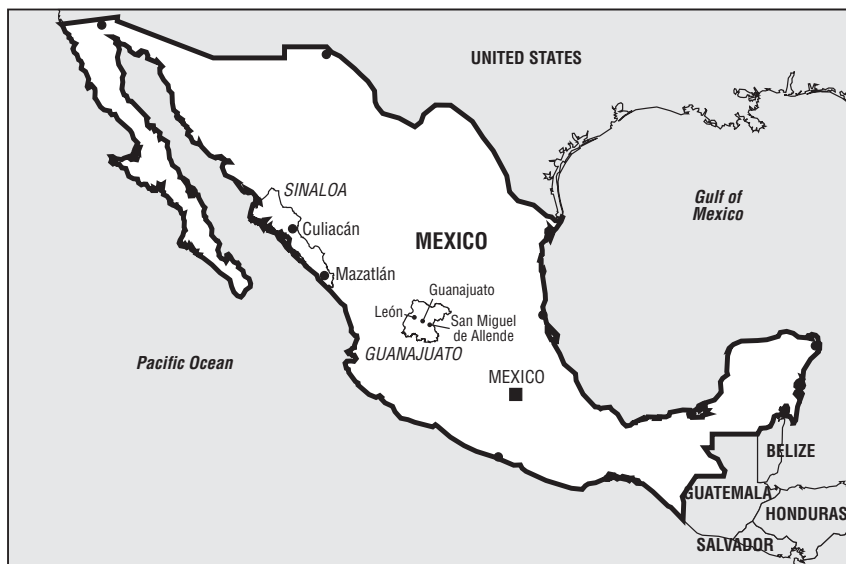 UNITED STATES
SINALOA
Gulf of
Mexico
Culiacán
MEXICO
Mazatlán
Guanajuato
León
San Miguel
de Allende
GUANAJUATO
Pacific Ocean
MEXICO
BELIZE
GUATEMALA
HONDURAS
SALVADOR